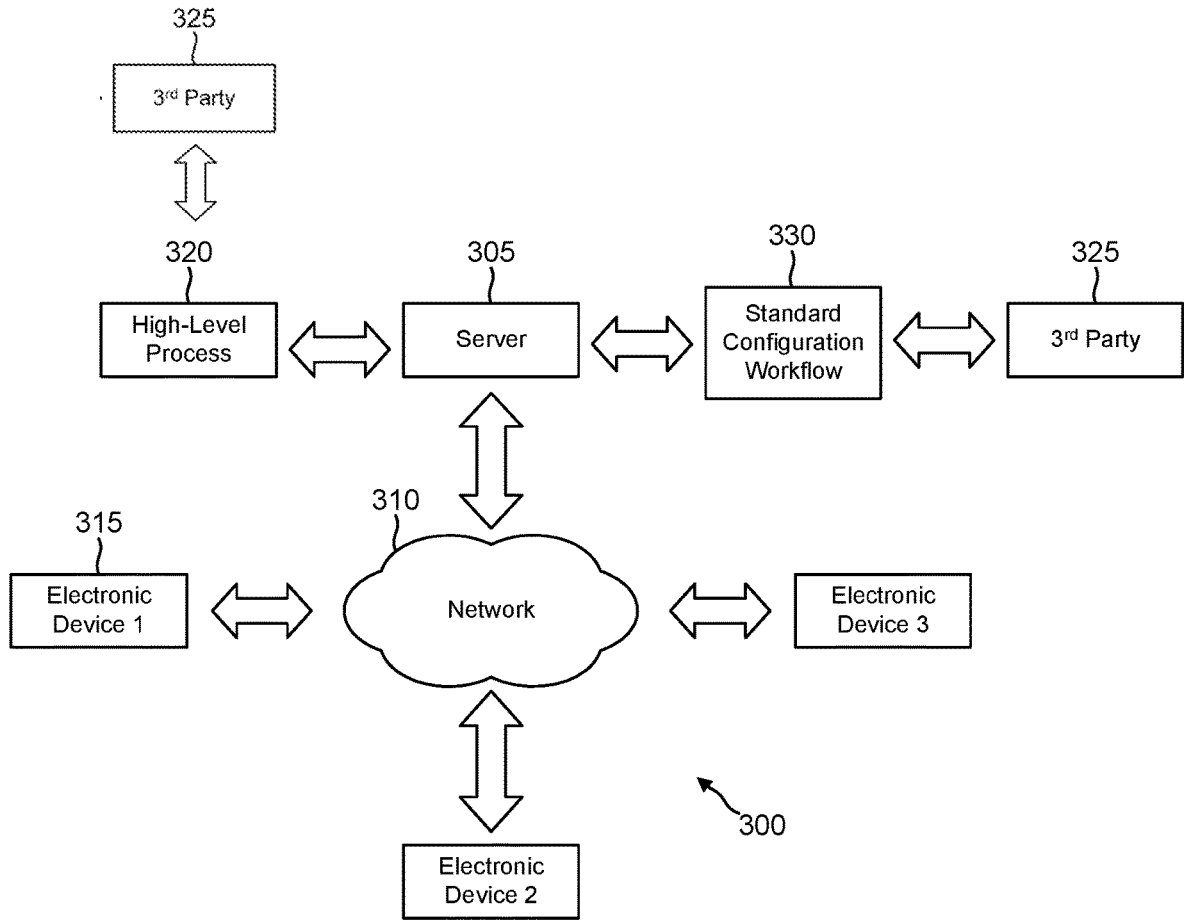 325
3rd Party
320
305
330
325
High-Level
Process
Server
Standard
Configuration
Workflow
3rd Party
310
315
Electronic
Device 1
Network
Electronic
Device 3
300
Electronic
Device 2